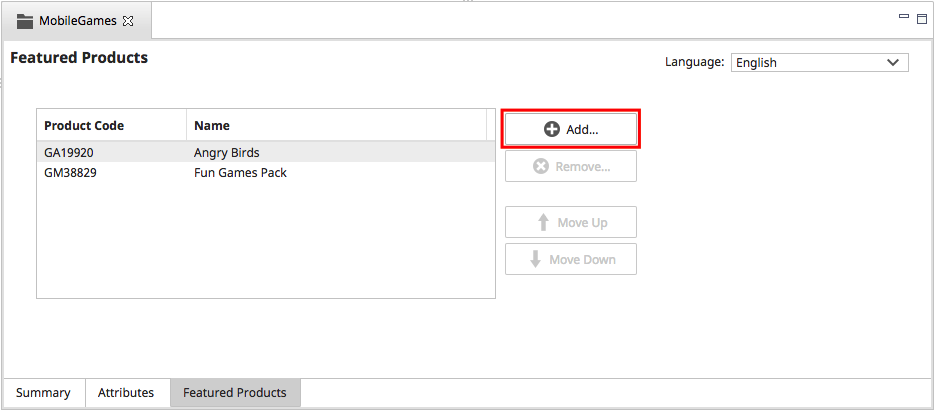 MobileGames
Featured Products
Language: English
Product Code Name
GA19920 Angry Birds
GM38829 Fun Games Pack
Add...
Remove...
Move Up
Move Down
Summary Attributes Featured Products